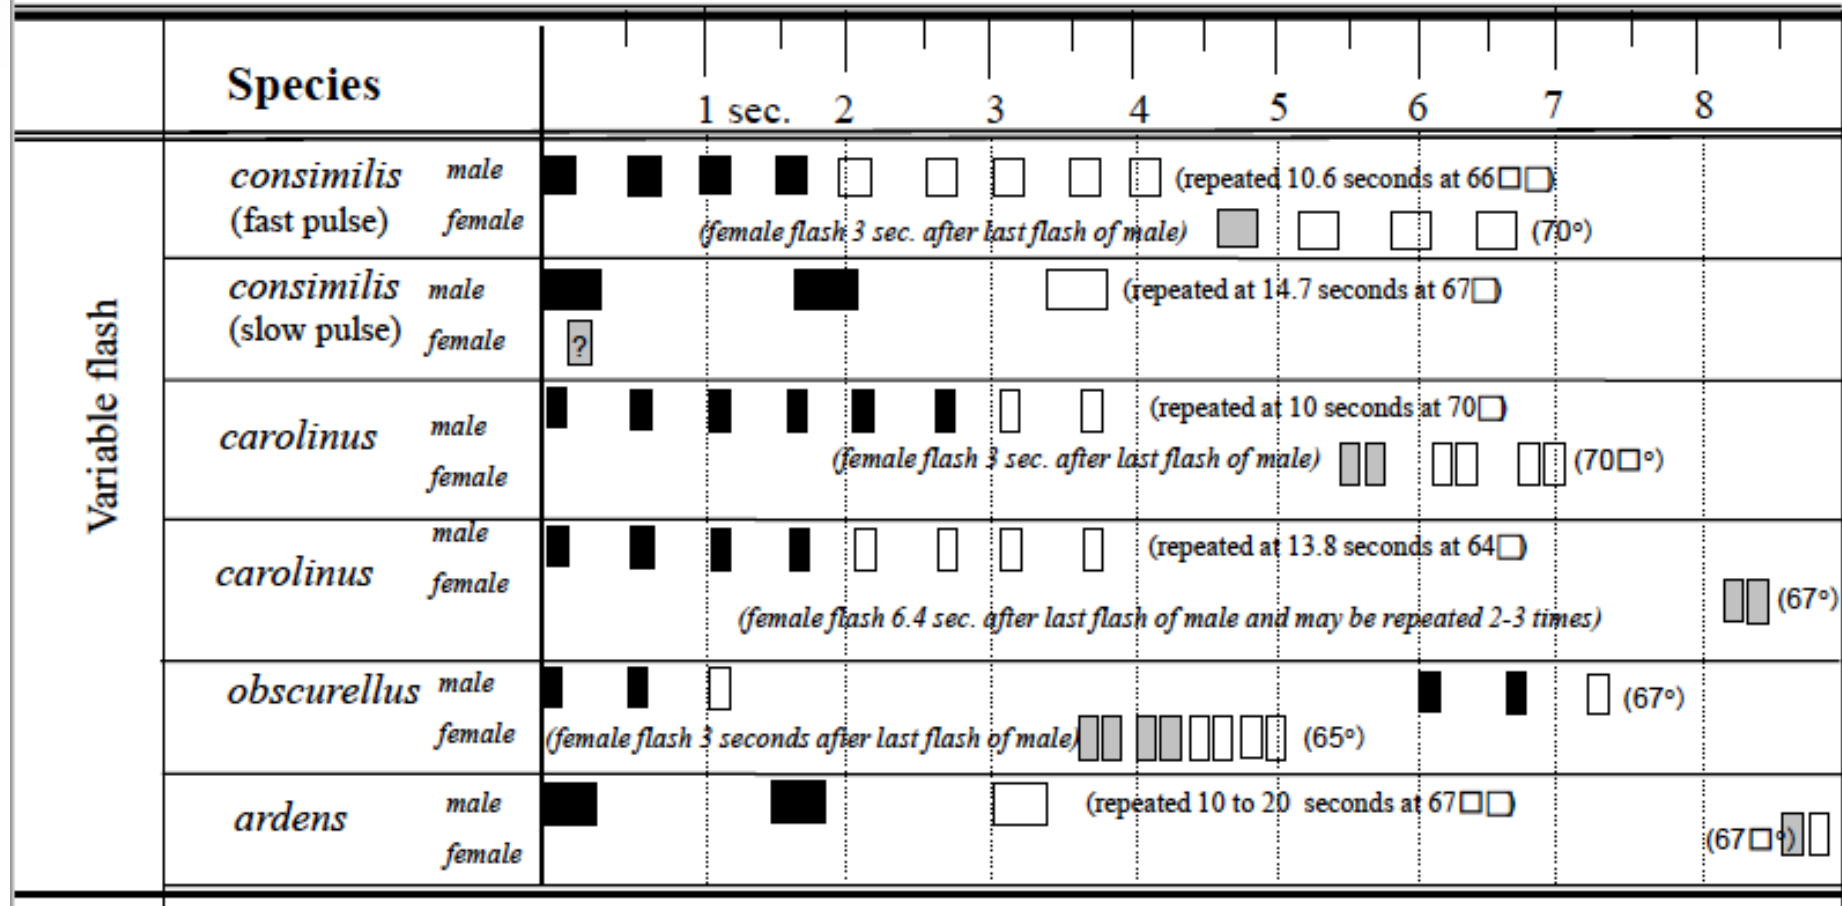 Species
1 sec. 2 3 4 5 6 7 8
Variable flash
consimilis male (repeated 10.6 seconds at 66□□)
(fast pulse) female (female flash 3 sec. after last flash of male) (70°)
consimilis male (repeated at 14.7 seconds at 67□)
(slow pulse) female ?
carolinus male (repeated at 10 seconds at 70□)
female (female flash 3 sec. after last flash of male) (70□°)
carolinus male (repeated at 13.8 seconds at 64□)
female (67°)
(female flash 6.4 sec. after last flash of male and may be repeated 2-3 times)
obscurellus male (67°)
female (female flash 3 seconds after last flash of male) (65°)
ardens male (repeated 10 to 20 seconds at 67□□)
female (67□°)